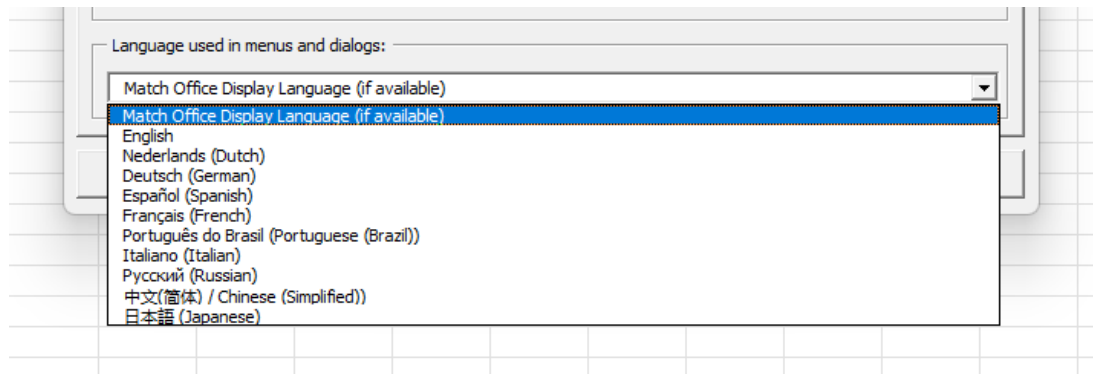 Language used in menus and dialogs:
Match Office Display Language (if available)
Match Office Display Language (if available)
English
Nederlands (Dutch)
Deutsch (German)
Español (Spanish)
Français (French)
Português do Brasil (Portuguese (Brazil))
Italiano (Italian)
Русский (Russian)
中文(简体) / Chinese (Simplified))
日本語 (Japanese)